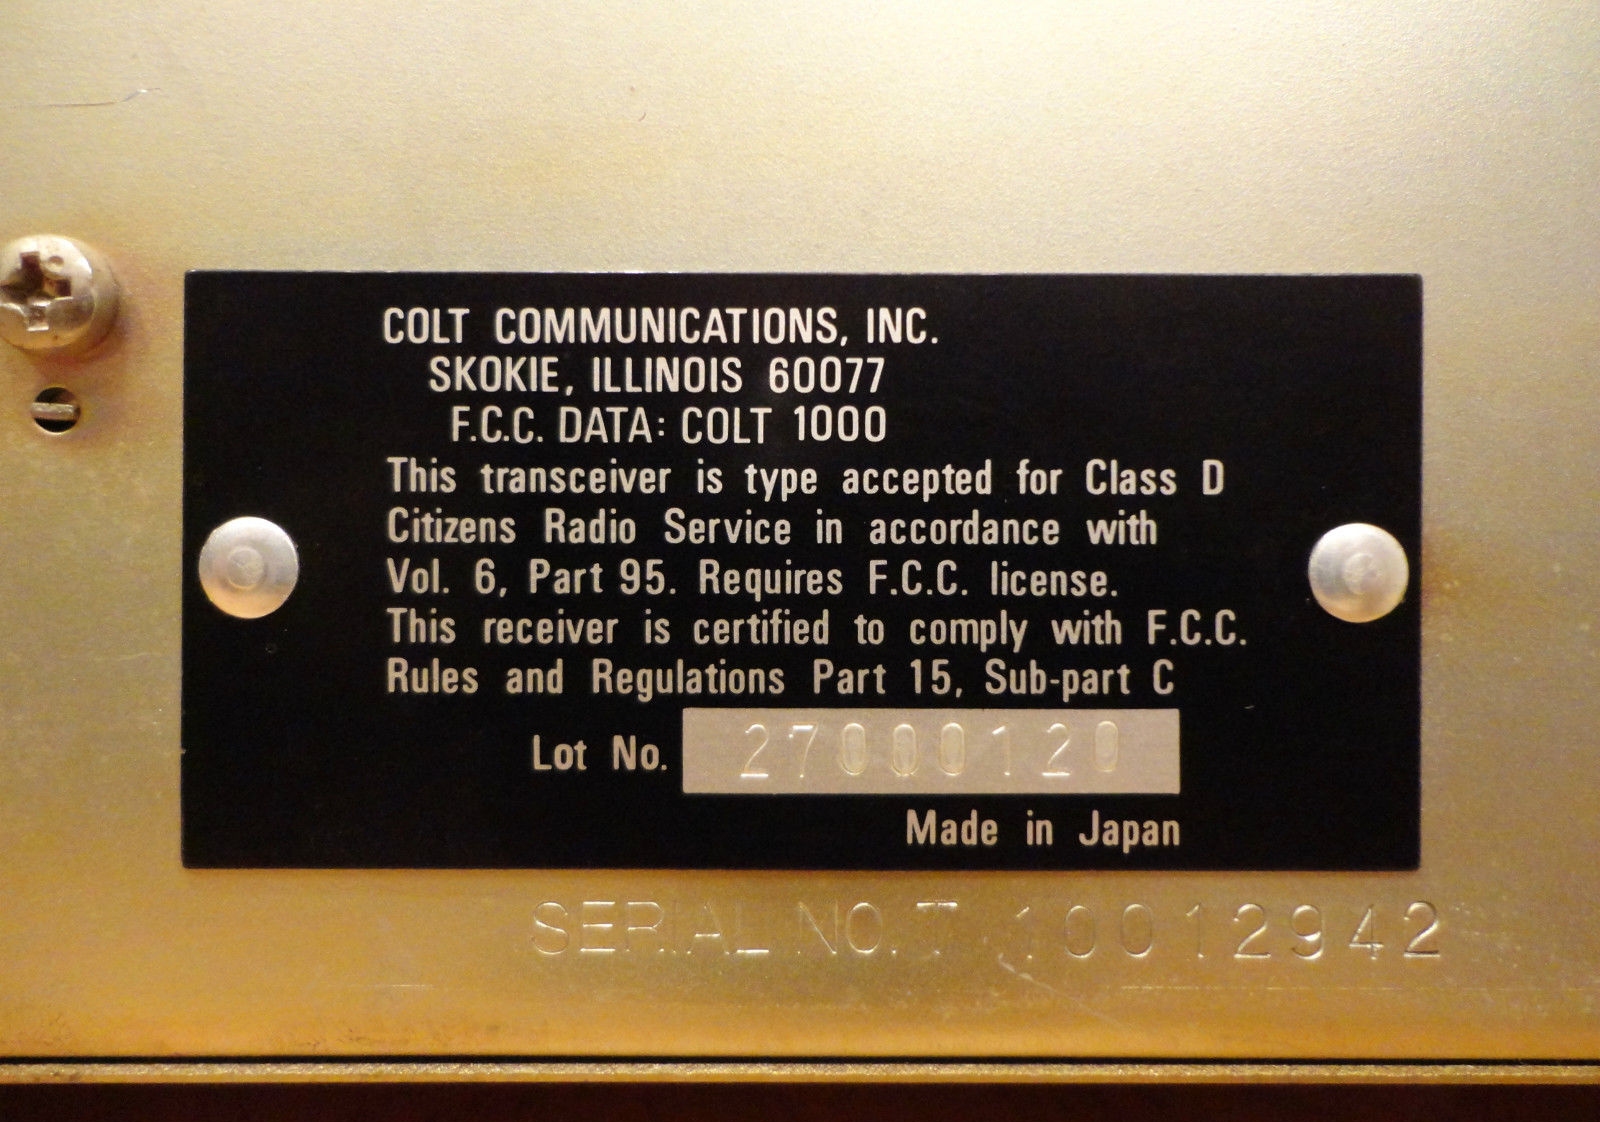 COLT COMMUNICATIONS, INC.
SKOKIE, ILLINOIS 60077
F.C.C. DATA: COLT 1000
This transceiver is type accepted for Class D
Citizens Radio Service in accordance with
Vol. 6, Part 95. Requires F.C.C. license.
This receiver is certified to comply with F.C.C.
Rules and Regulations Part 15, Sub-part C
Lot No. 27000120
Made in Japan
SERIAL NO. 10012942